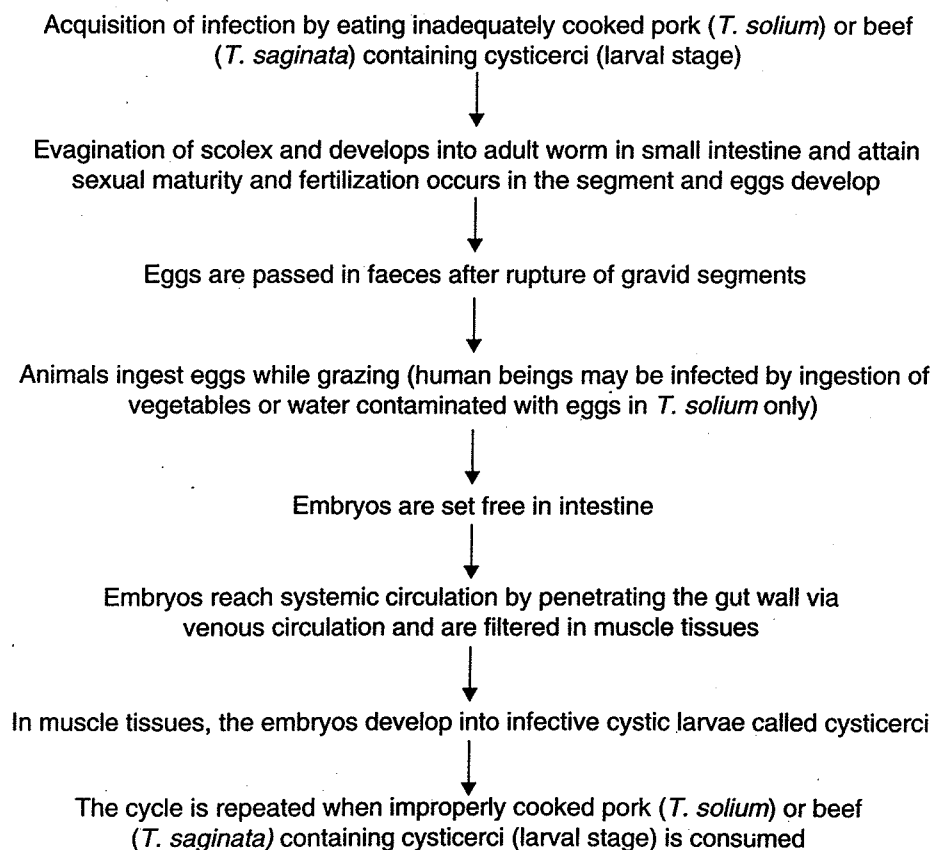 Acquisition of infection by eating inadequately cooked pork (T. solium) or beef
(T. saginata) containing cysticerci (larval stage)
Evagination of scolex and develops into adult worm in small intestine and attain
sexual maturity and fertilization occurs in the segment and eggs develop
Eggs are passed in faeces after rupture of gravid segments
Animals ingest eggs while grazing (human beings may be infected by ingestion of
vegetables or water contaminated with eggs in T. solium only)
Embryos are set free in intestine
Embryos reach systemic circulation by penetrating the gut wall via
venous circulation and are filtered in muscle tissues
In muscle tissues, the embryos develop into infective cystic larvae called cysticerci
The cycle is repeated when improperly cooked pork (T. solium) or beef
(T. saginata) containing cysticerci (larval stage) is consumed